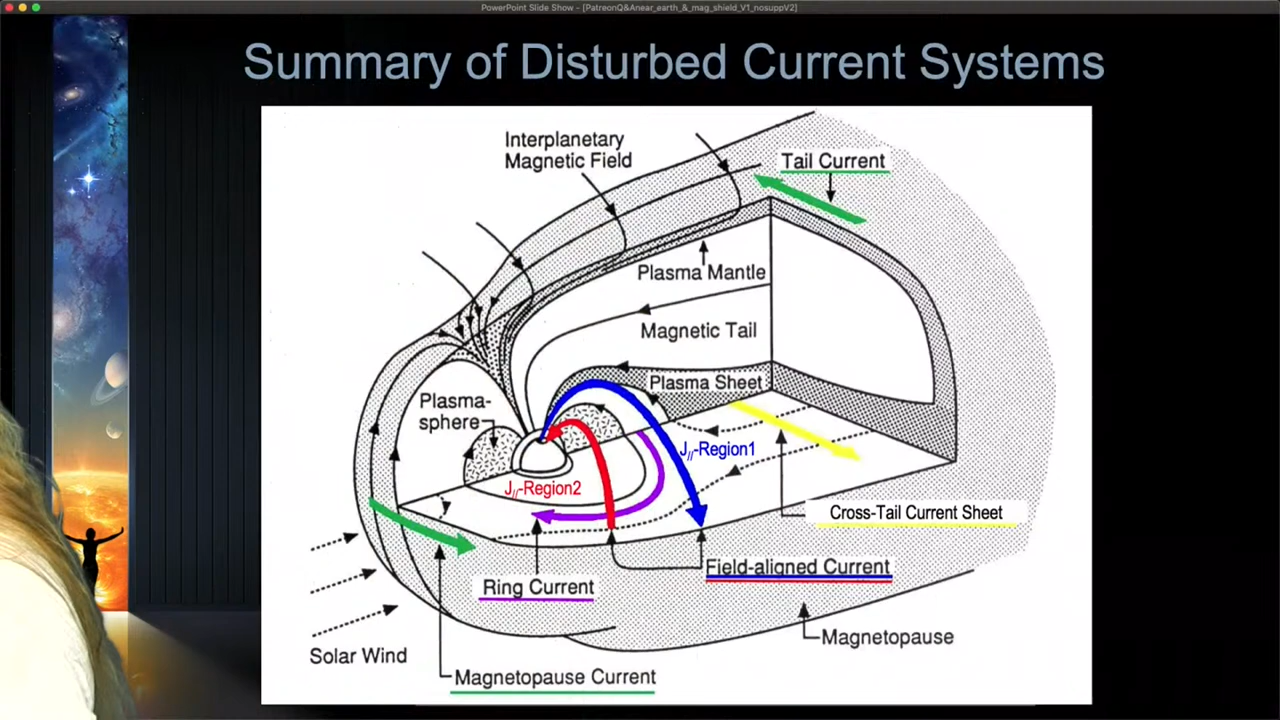 PowerPoint Slide Show - [PatreonQ&Anear_earth_&_mag_shield_V1_nosuppV2]
Summary of Disturbed Current Systems
Interplanetary
Magnetic Field
Tail Current
Plasma Mantle
Magnetic Tail
Plasma Sheet
Plasma-
sphere
J//-Region1
J//-Region2
Cross-Tail Current Sheet
Field-aligned Current
Ring Current
Magnetopause
Solar Wind
Magnetopause Current